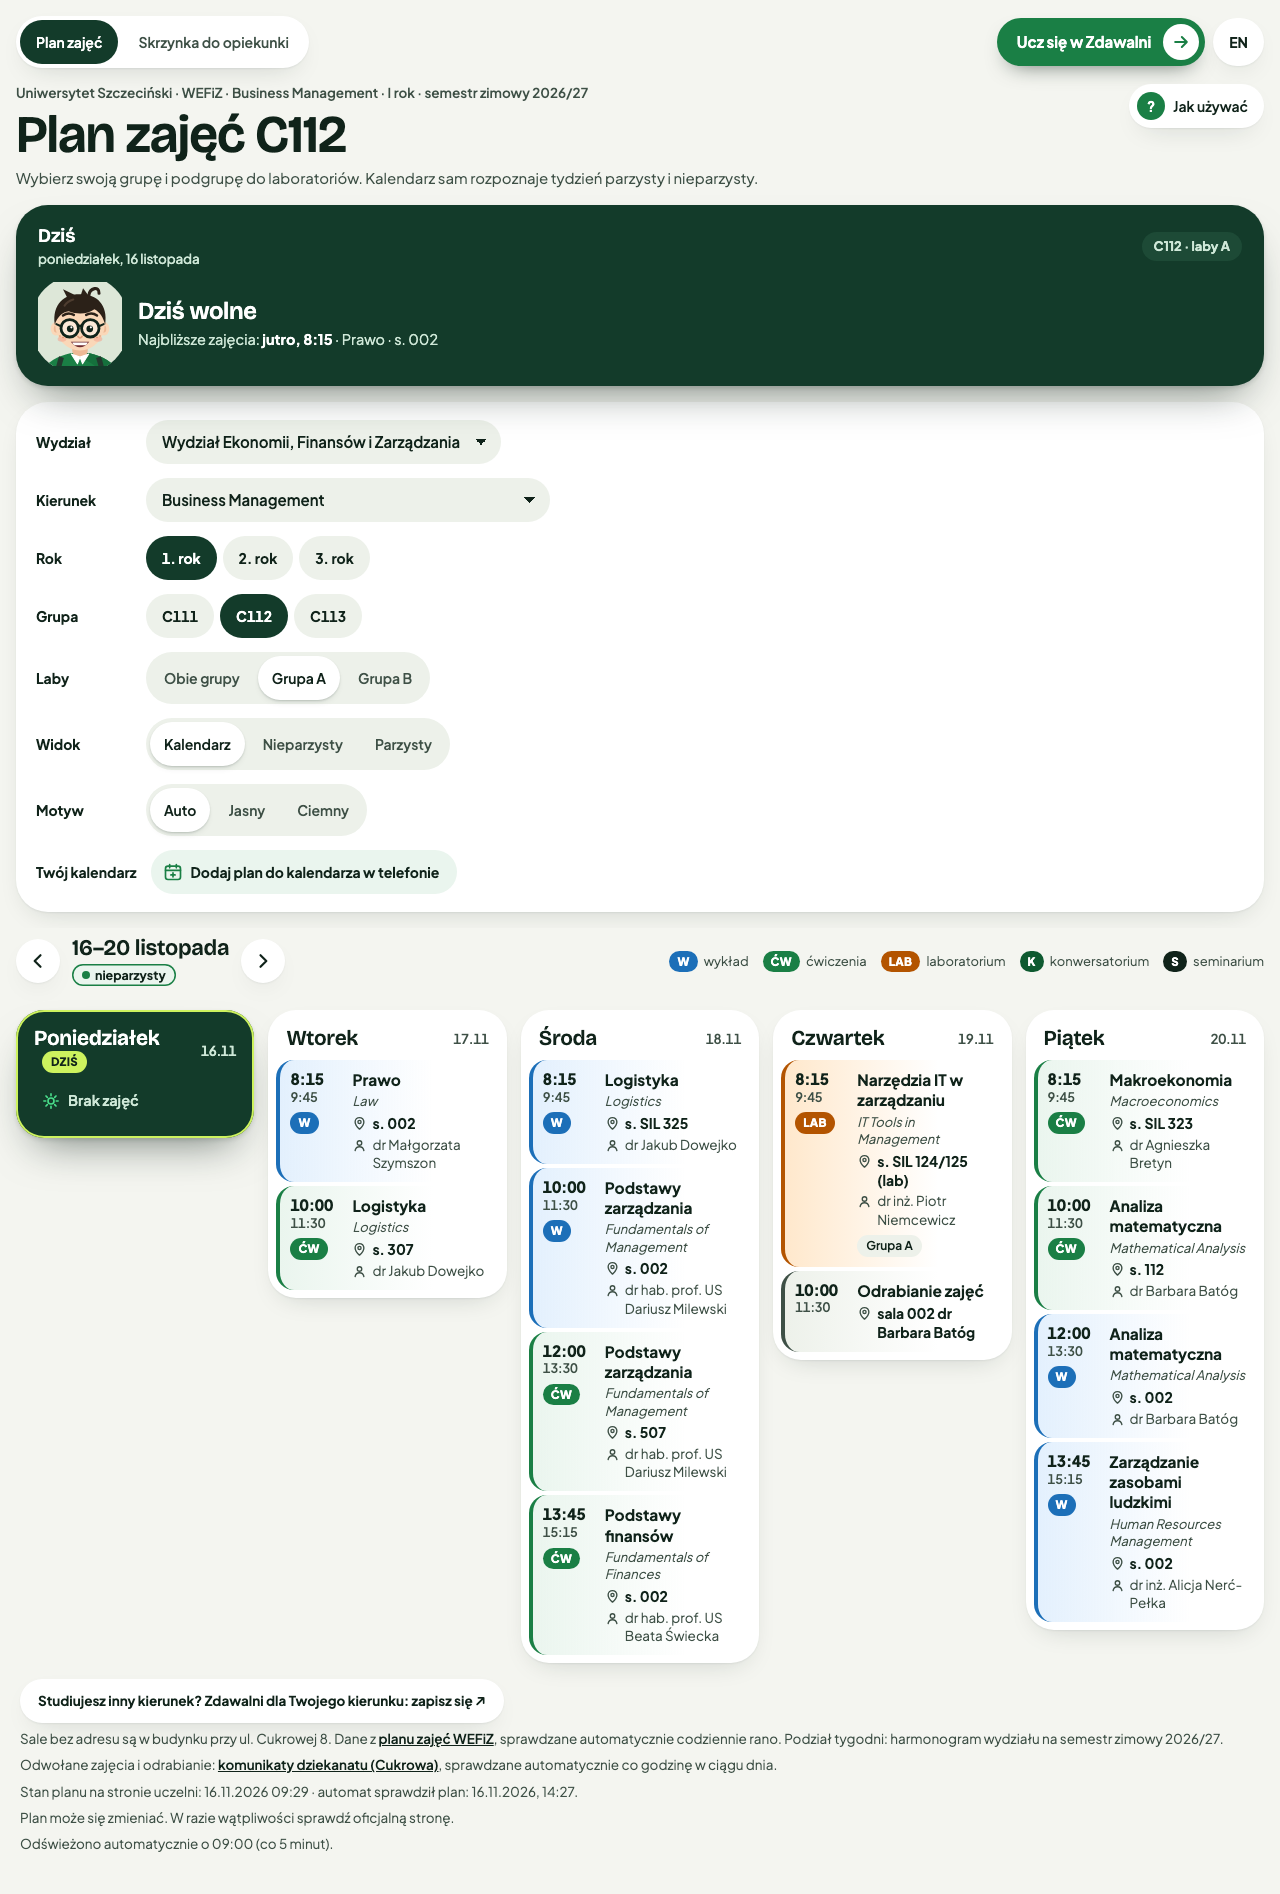 Plan zajęć
Skrzynka do opiekunki
Ucz się w Zdawalni
EN
Uniwersytet Szczeciński · WEFiZ · Business Management · I rok · semestr zimowy 2026/27
Plan zajęć C112
? Jak używać
Wybierz swoją grupę i podgrupę do laboratoriów. Kalendarz sam rozpoznaje tydzień parzysty i nieparzysty.
Dziś
poniedziałek, 16 listopada
C112 · laby A
Dziś wolne
Najbliższe zajęcia: jutro, 8:15 · Prawo · s. 002
Wydział
Wydział Ekonomii, Finansów i Zarządzania
Kierunek
Business Management
Rok
1. rok
2. rok
3. rok
Grupa
C111
C112
C113
Laby
Obie grupy
Grupa A
Grupa B
Widok
Kalendarz
Nieparzysty
Parzysty
Motyw
Auto
Jasny
Ciemny
Twój kalendarz
Dodaj plan do kalendarza w telefonie
16–20 listopada
nieparzysty
W wykład
ĆW ćwiczenia
LAB laboratorium
K konwersatorium
S seminarium
Poniedziałek
DZIŚ
16.11
Brak zajęć
Wtorek
17.11
8:15
9:45
W
Prawo
Law
s. 002
dr Małgorzata
Szymszon
10:00
11:30
ĆW
Logistyka
Logistics
s. 307
dr Jakub Dowejko
Środa
18.11
8:15
9:45
W
Logistyka
Logistics
s. SIL 325
dr Jakub Dowejko
10:00
11:30
W
Podstawy
zarządzania
Fundamentals of
Management
s. 002
dr hab. prof. US
Dariusz Milewski
12:00
13:30
ĆW
Podstawy
zarządzania
Fundamentals of
Management
s. 507
dr hab. prof. US
Dariusz Milewski
13:45
15:15
ĆW
Podstawy
finansów
Fundamentals of
Finances
s. 002
dr hab. prof. US
Beata Świecka
Czwartek
19.11
8:15
9:45
LAB
Narzędzia IT w
zarządzaniu
IT Tools in
Management
s. SIL 124/125
(lab)
dr inż. Piotr
Niemcewicz
Grupa A
10:00
11:30
Odrabianie zajęć
sala 002 dr
Barbara Batóg
Piątek
20.11
8:15
9:45
ĆW
Makroekonomia
Macroeconomics
s. SIL 323
dr Agnieszka
Bretyn
10:00
11:30
ĆW
Analiza
matematyczna
Mathematical Analysis
s. 112
dr Barbara Batóg
12:00
13:30
W
Analiza
matematyczna
Mathematical Analysis
s. 002
dr Barbara Batóg
13:45
15:15
W
Zarządzanie
zasobami
ludzkimi
Human Resources
Management
s. 002
dr inż. Alicja Nerć-
Pełka
Studiujesz inny kierunek? Zdawalni dla Twojego kierunku: zapisz się ↗
Sale bez adresu są w budynku przy ul. Cukrowej 8. Dane z planu zajęć WEFiZ, sprawdzane automatycznie codziennie rano. Podział tygodni: harmonogram wydziału na semestr zimowy 2026/27.
Odwołane zajęcia i odrabianie: komunikaty dziekanatu (Cukrowa), sprawdzane automatycznie co godzinę w ciągu dnia.
Stan planu na stronie uczelni: 16.11.2026 09:29 · automat sprawdził plan: 16.11.2026, 14:27.
Plan może się zmieniać. W razie wątpliwości sprawdź oficjalną stronę.
Odświeżono automatycznie o 09:00 (co 5 minut).